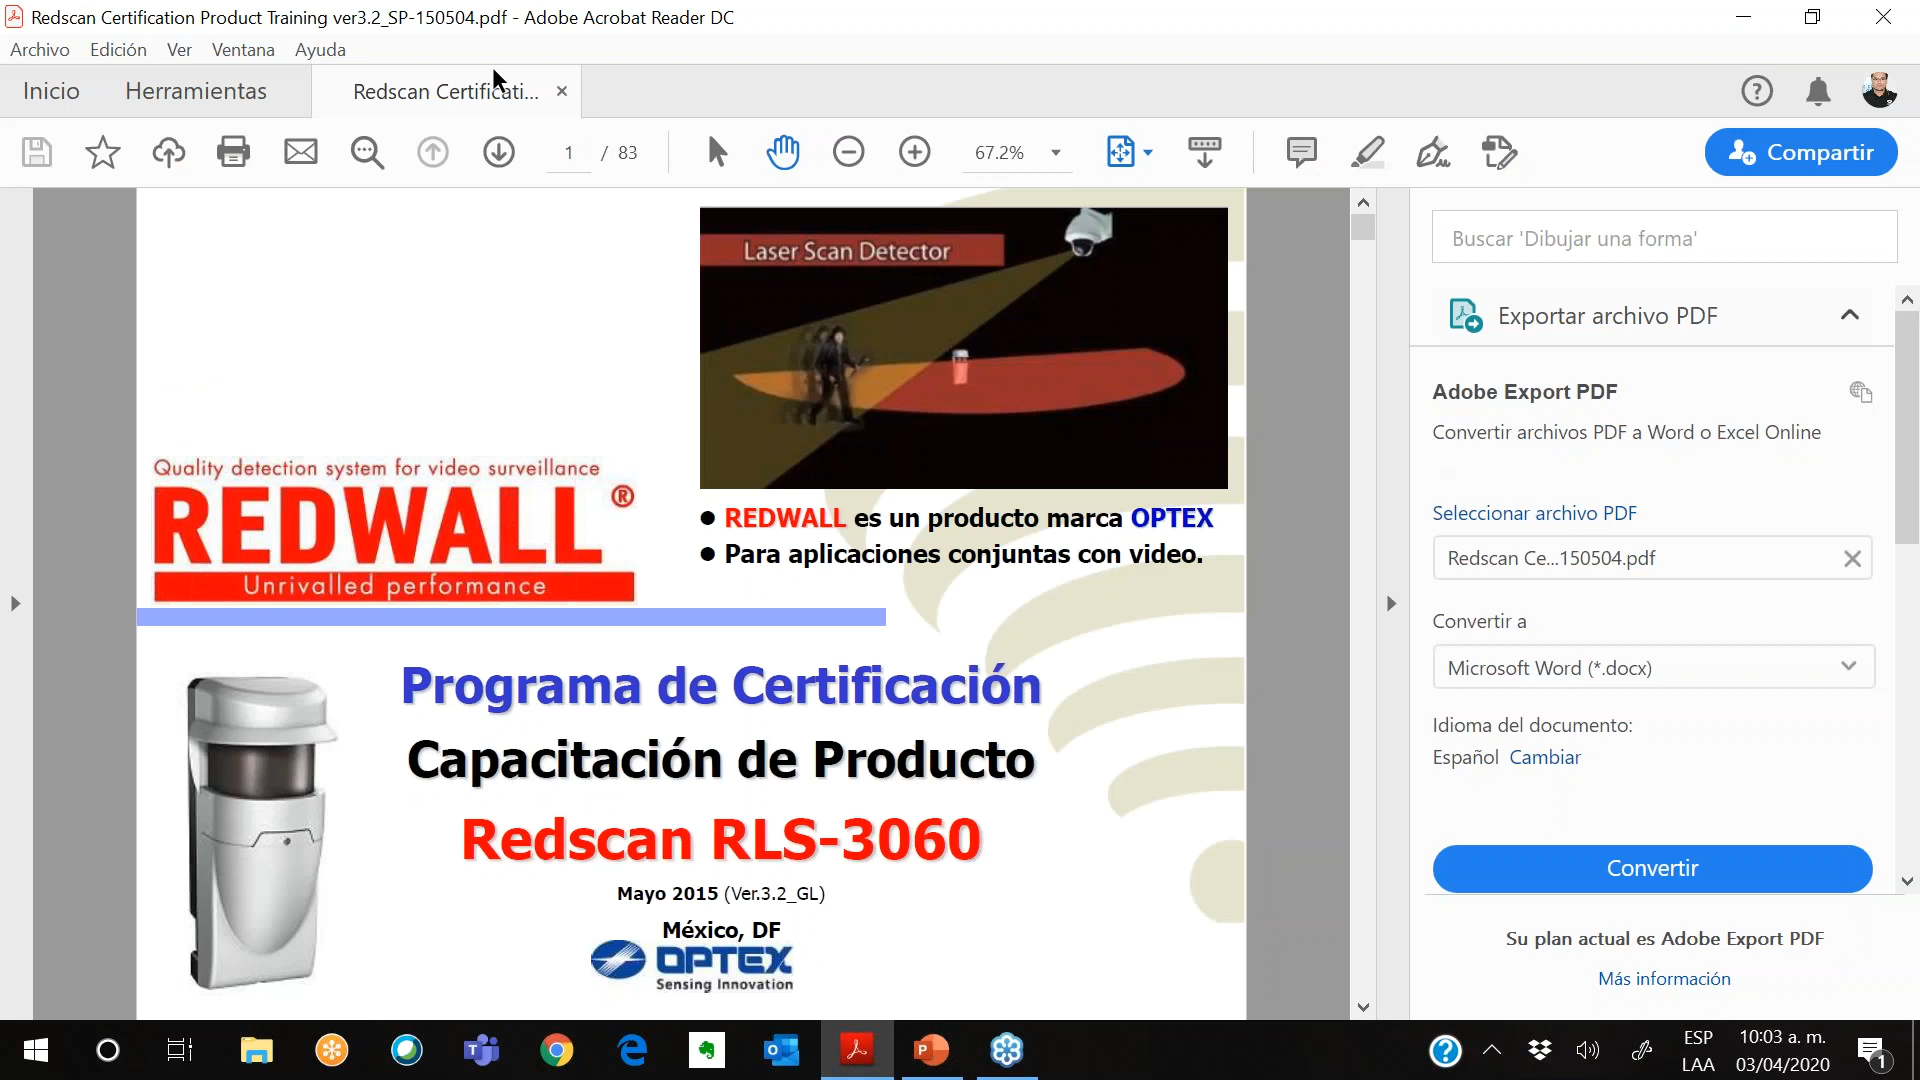 Redscan Certification Product Training ver3.2_SP-150504.pdf - Adobe Acrobat Reader DC
Archivo Edición Ver Ventana Ayuda
Inicio Herramientas Redscan Certificati...
1 / 83 67.2% Compartir
Laser Scan Detector
Quality detection system for video surveillance
REDWALL®
Unrivalled performance
● REDWALL es un producto marca OPTEX
● Para aplicaciones conjuntas con video.
Programa de Certificación
Capacitación de Producto
Redscan RLS-3060
Mayo 2015 (Ver.3.2_GL)
México, DF
OPTEX
Sensing Innovation
Buscar 'Dibujar una forma'
Exportar archivo PDF
Adobe Export PDF
Convertir archivos PDF a Word o Excel Online
Seleccionar archivo PDF
Redscan Ce...150504.pdf
Convertir a
Microsoft Word (*.docx)
Idioma del documento:
Español Cambiar
Convertir
Su plan actual es Adobe Export PDF
Más información
ESP 10:03 a. m.
LAA 03/04/2020 1